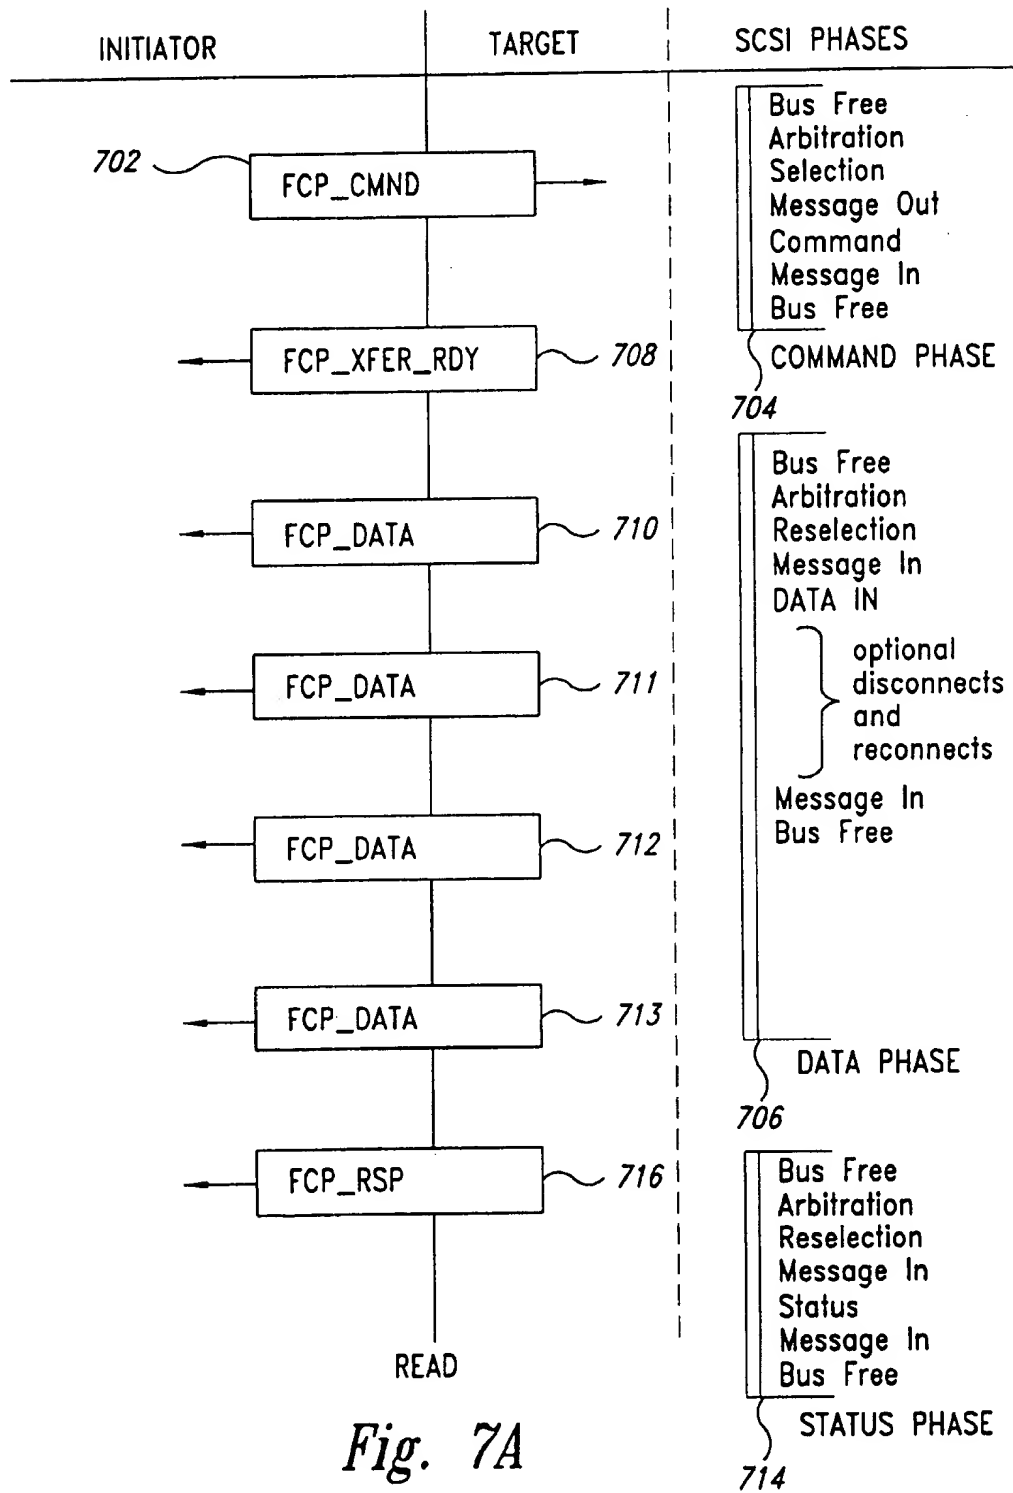 INITIATOR TARGET SCSI PHASES
702 FCP_CMND
FCP_XFER_RDY 708
FCP_DATA 710
FCP_DATA 711
FCP_DATA 712
FCP_DATA 713
FCP_RSP 716
READ
Bus Free
Arbitration
Selection
Message Out
Command
Message In
Bus Free
COMMAND PHASE
704
Bus Free
Arbitration
Reselection
Message In
DATA IN
optional
disconnects
and
reconnects
Message In
Bus Free
DATA PHASE
706
Bus Free
Arbitration
Reselection
Message In
Status
Message In
Bus Free
STATUS PHASE
714
Fig. 7A